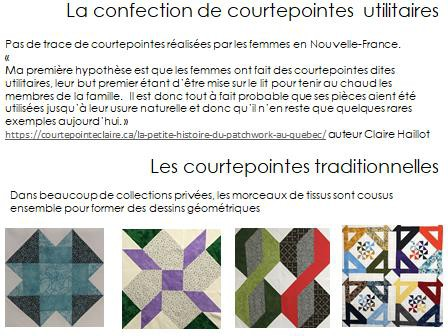 La confection de courtepointes utilitaires
Pas de trace de courtepointes réalisées par les femmes en Nouvelle-France.
«
Ma première hypothèse est que les femmes ont fait des courtepointes dites
utilitaires, leur but premier étant d'être mise sur le lit pour tenir au chaud les
membres de la famille. Il est donc tout à fait probable que ses pièces aient été
utilisées jusqu'à leur usure naturelle et donc qu'il n'en reste que quelques rares
exemples aujourd'hui. »
https://courtepointeclaire.ca/la-petite-histoire-du-patchwork-au-quebec/ auteur Claire Haillot
Les courtepointes traditionnelles
Dans beaucoup de collections privées, les morceaux de tissus sont cousus
ensemble pour former des dessins géométriques